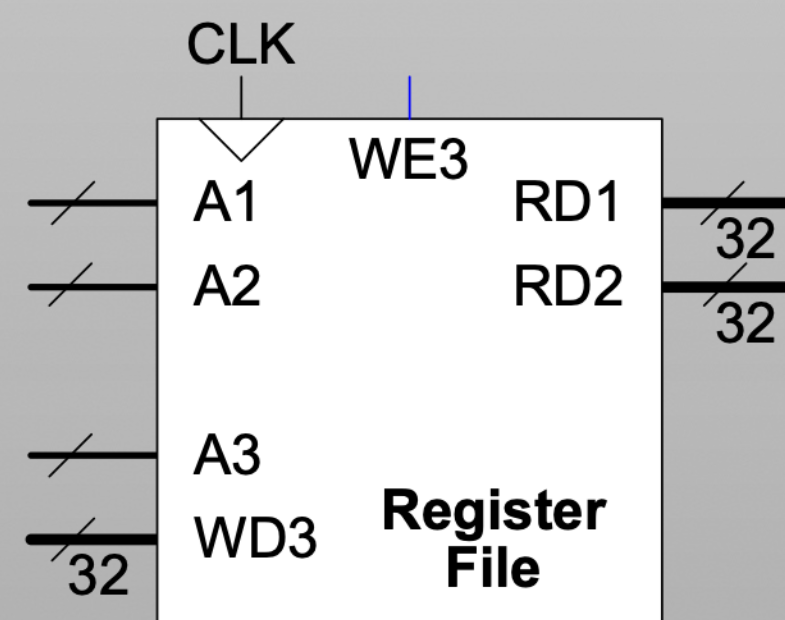 CLK
WE3
A1
RD1
32
A2
RD2
32
A3
WD3
32
Register
File